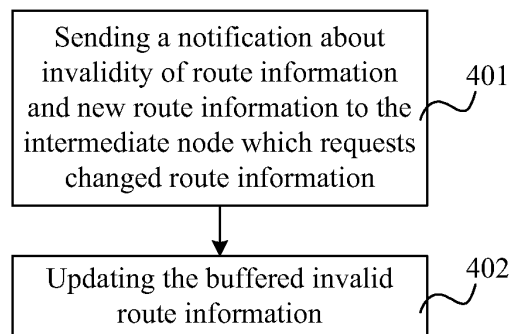 Sending a notification about
invalidity of route information
and new route information to the
intermediate node which requests
changed route information
401
Updating the buffered invalid
route information
402